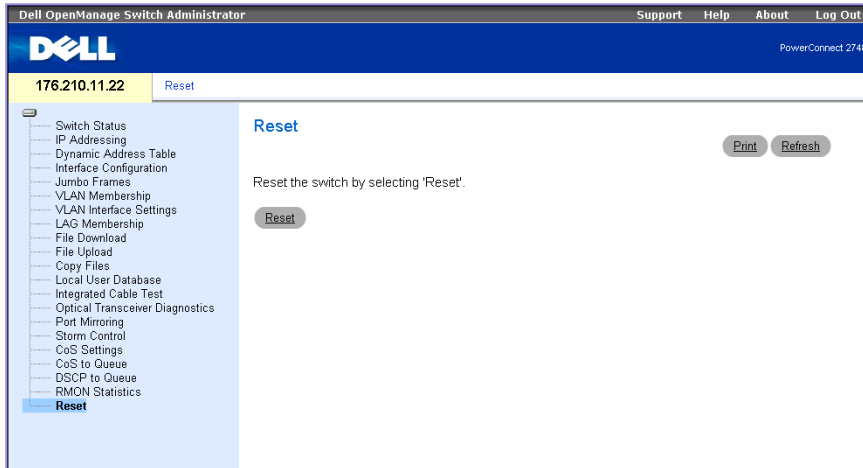 Dell OpenManage Switch Administrator
Support Help About Log Out
DELL
PowerConnect 2748
176.210.11.22
Reset
Switch Status
IP Addressing
Dynamic Address Table
Interface Configuration
Jumbo Frames
VLAN Membership
VLAN Interface Settings
LAG Membership
File Download
File Upload
Copy Files
Local User Database
Integrated Cable Test
Optical Transceiver Diagnostics
Port Mirroring
Storm Control
CoS Settings
CoS to Queue
DSCP to Queue
RMON Statistics
Reset
Reset
Print Refresh
Reset the switch by selecting 'Reset'.
Reset